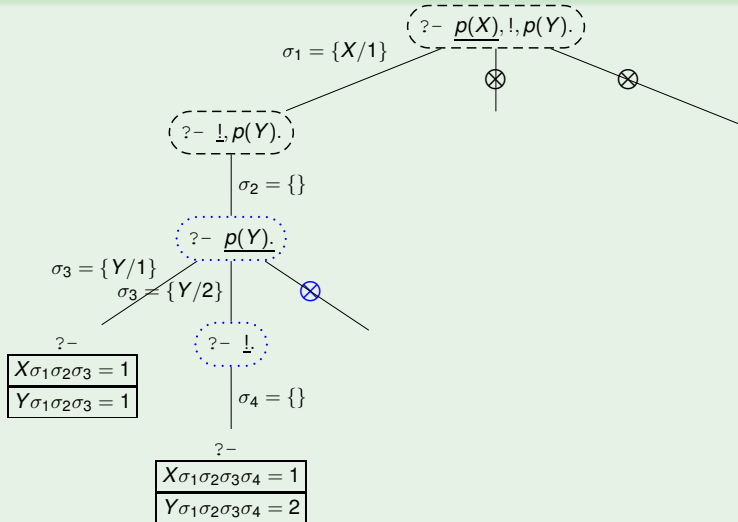 ?- p(X), !, p(Y).
σ₁ = {X/1}
?- !, p(Y).
σ₂ = {}
?- p(Y).
σ₃ = {Y/1}
σ₃ = {Y/2}
?-
?- !.
Xσ₁σ₂σ₃ = 1
Yσ₁σ₂σ₃ = 1
σ₄ = {}
?-
Xσ₁σ₂σ₃σ₄ = 1
Yσ₁σ₂σ₃σ₄ = 2